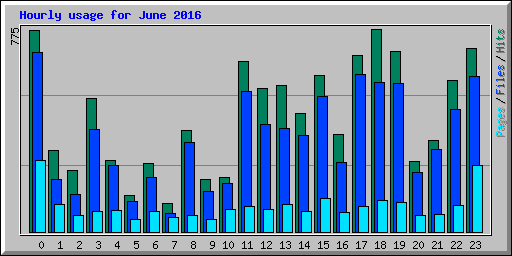 Hourly usage for June 2016
775
Pages/Files/Hits
0 1 2 3 4 5 6 7 8 9 10 11 12 13 14 15 16 17 18 19 20 21 22 23